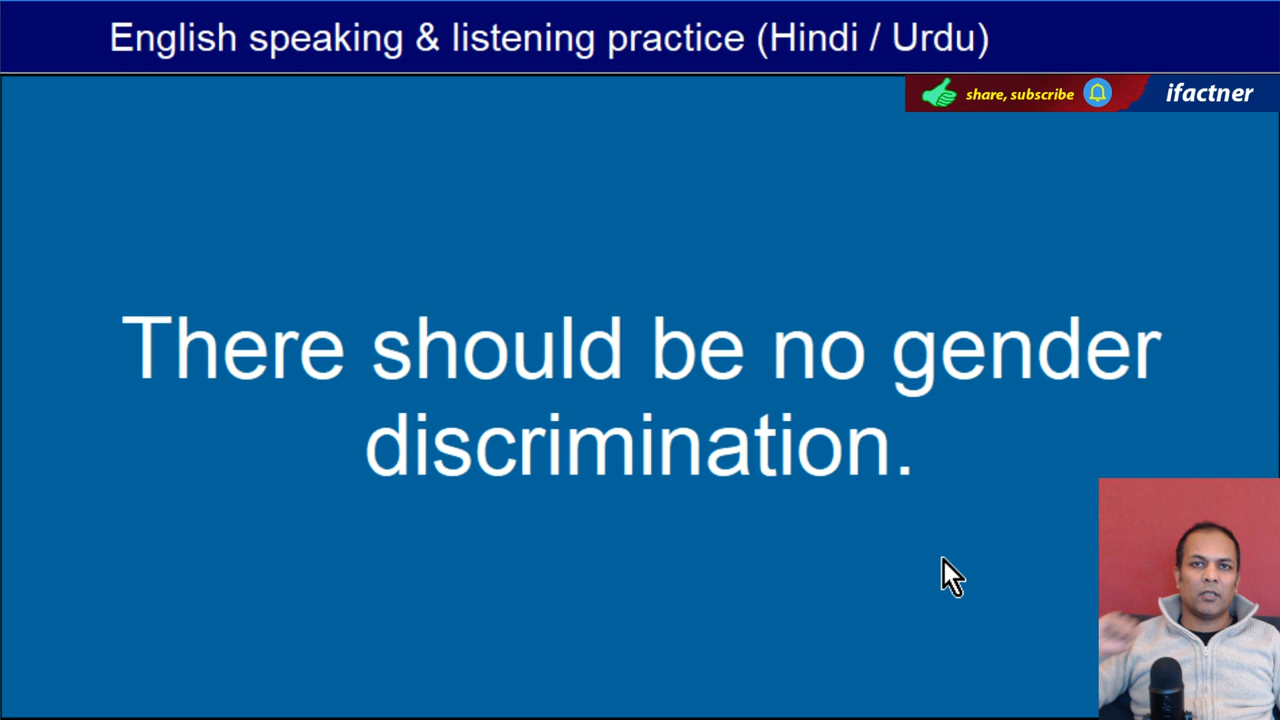 English speaking & listening practice (Hindi / Urdu)
share, subscribe
ifactner
There should be no gender
discrimination.